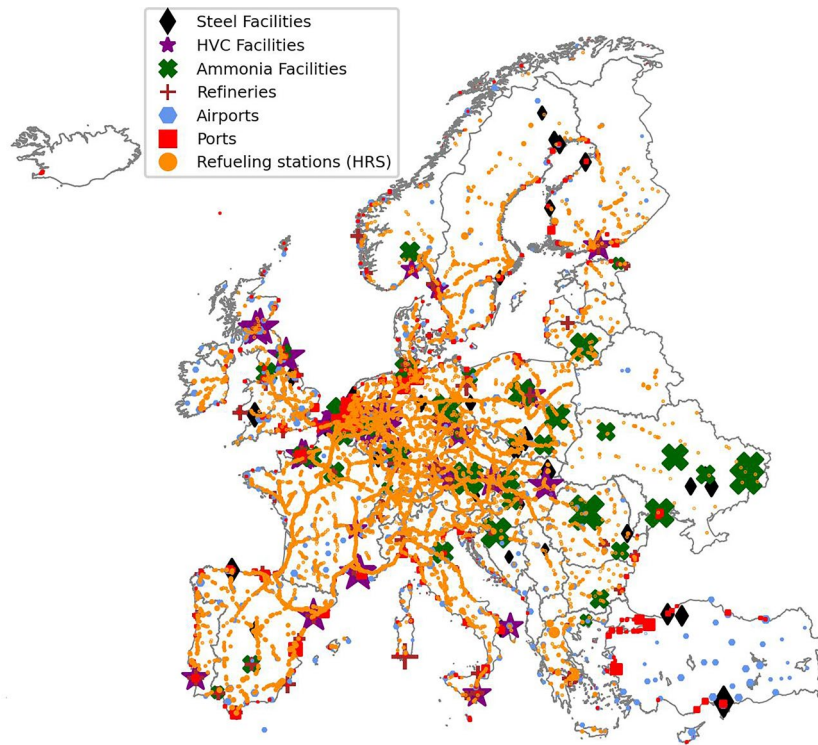 Steel Facilities
HVC Facilities
Ammonia Facilities
Refineries
Airports
Ports
Refueling stations (HRS)